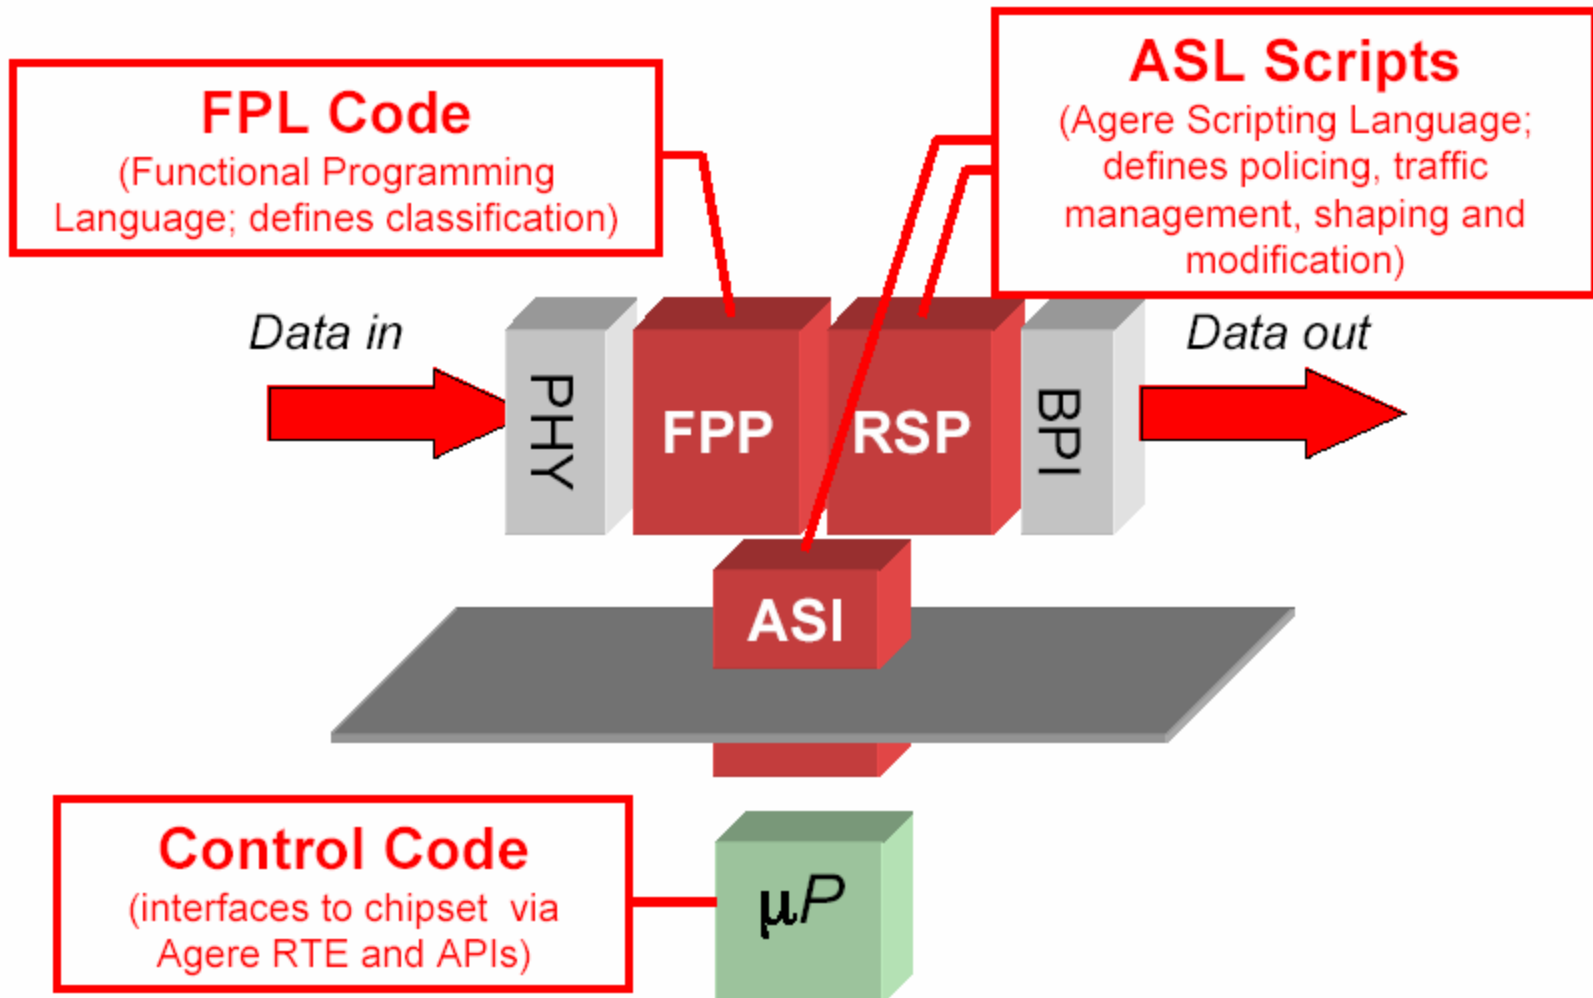 FPL Code
(Functional Programming
Language; defines classification)
ASL Scripts
(Agere Scripting Language;
defines policing, traffic
management, shaping and
modification)
Data in
Data out
PHY
FPP
RSP
BPI
ASI
Control Code
(interfaces to chipset via
Agere RTE and APIs)
µP